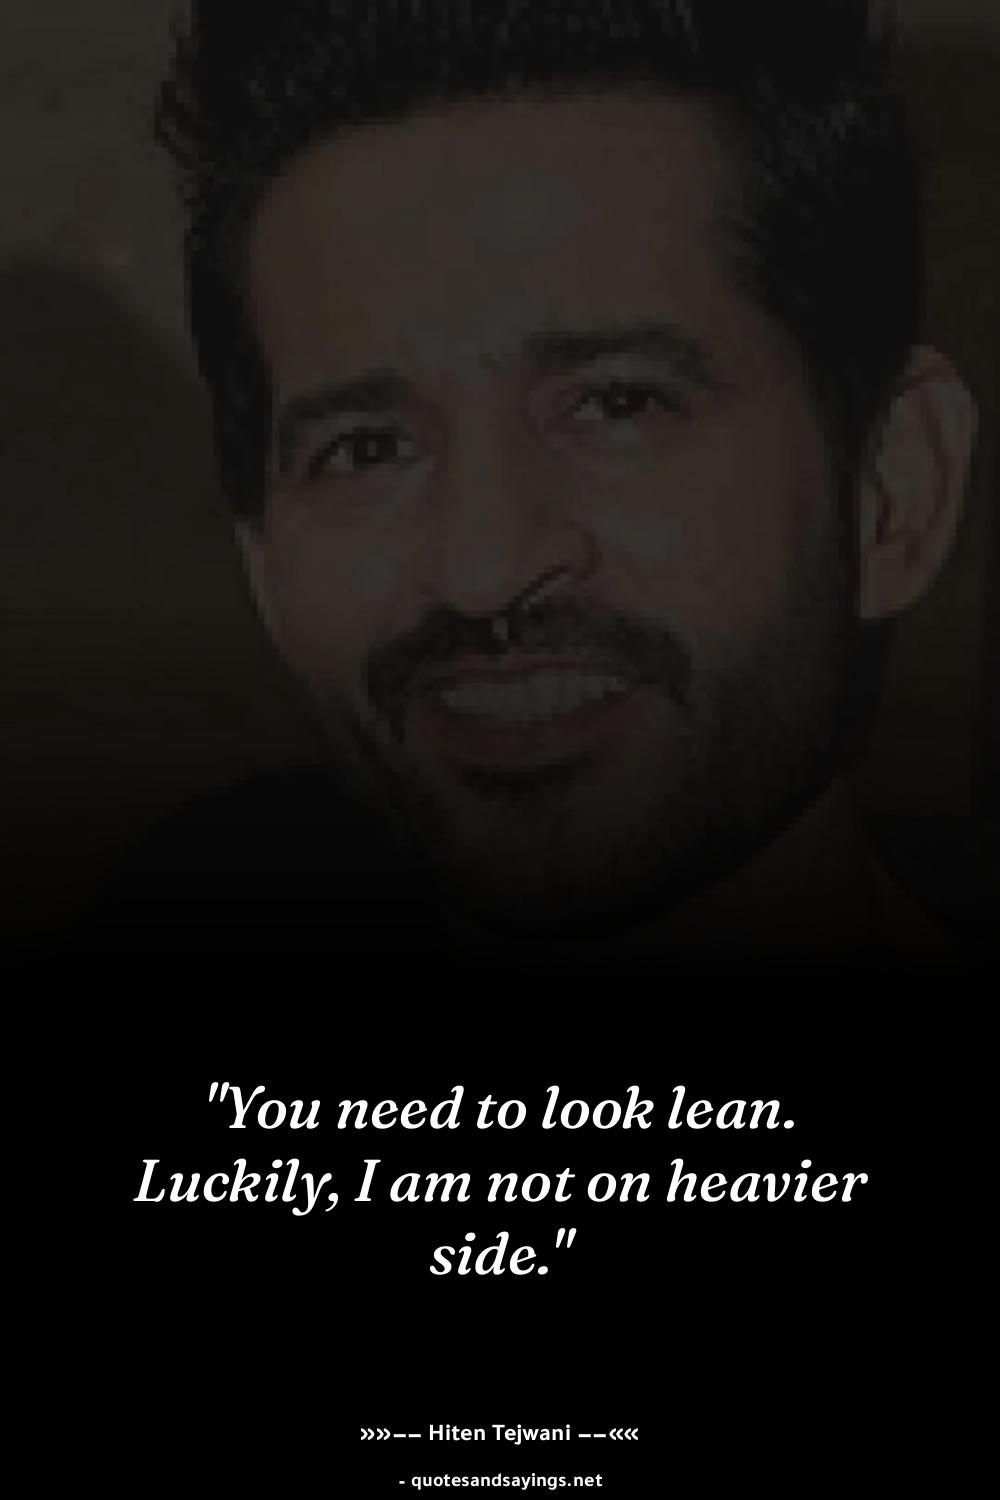 "You need to look lean.
Luckily, I am not on heavier
side."
»»−− Hiten Tejwani −−««
- quotesandsayings.net